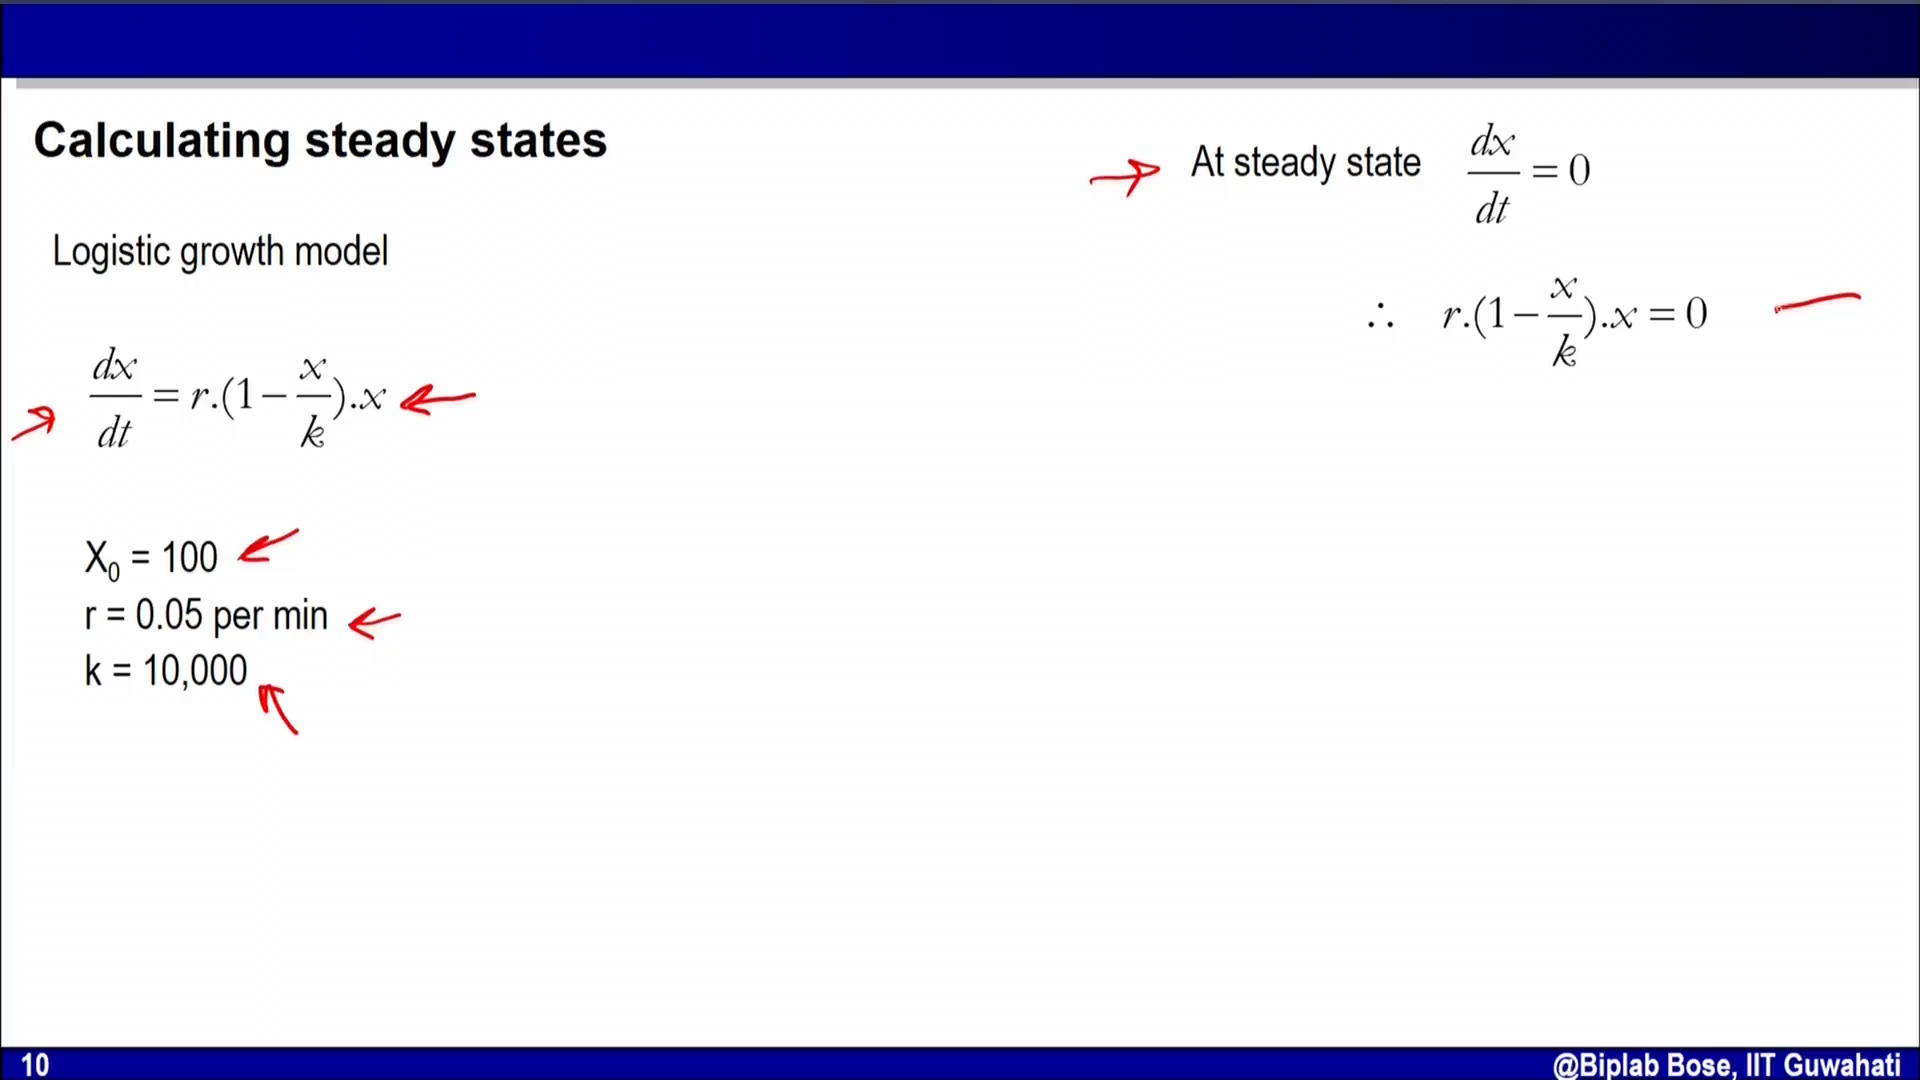 Calculating steady states
Logistic growth model
dx/dt = r.(1 − x/k).x
X₀ = 100
r = 0.05 per min
k = 10,000
At steady state dx/dt = 0
∴ r.(1 − x/k).x = 0
10
@Biplab Bose, IIT Guwahati